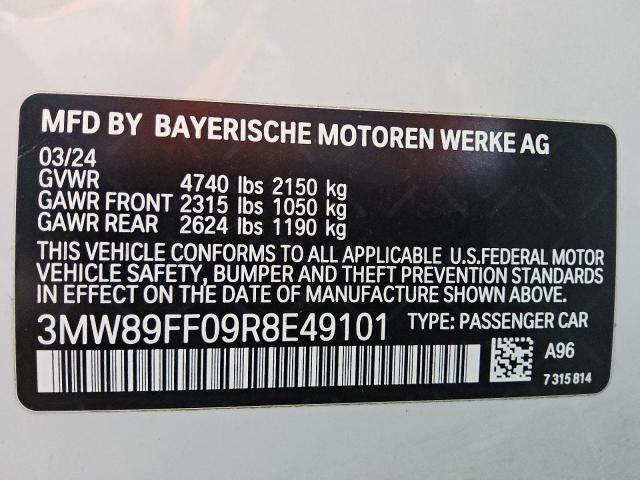 MFD BY BAYERISCHE MOTOREN WERKE AG
03/24
GVWR 4740 lbs 2150 kg
GAWR FRONT 2315 lbs 1050 kg
GAWR REAR 2624 lbs 1190 kg
THIS VEHICLE CONFORMS TO ALL APPLICABLE U.S.FEDERAL MOTOR
VEHICLE SAFETY, BUMPER AND THEFT PREVENTION STANDARDS
IN EFFECT ON THE DATE OF MANUFACTURE SHOWN ABOVE.
3MW89FF09R8E49101 TYPE: PASSENGER CAR
A96
7 315 814